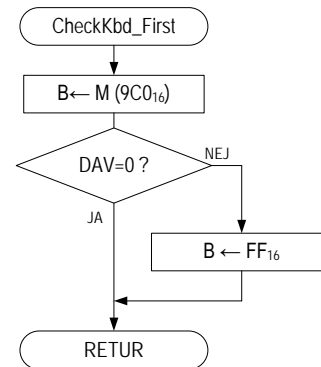 CheckKbd_First
B← M (9C0₁₆)
DAV=0 ?
NEJ
JA
B ← FF₁₆
RETUR